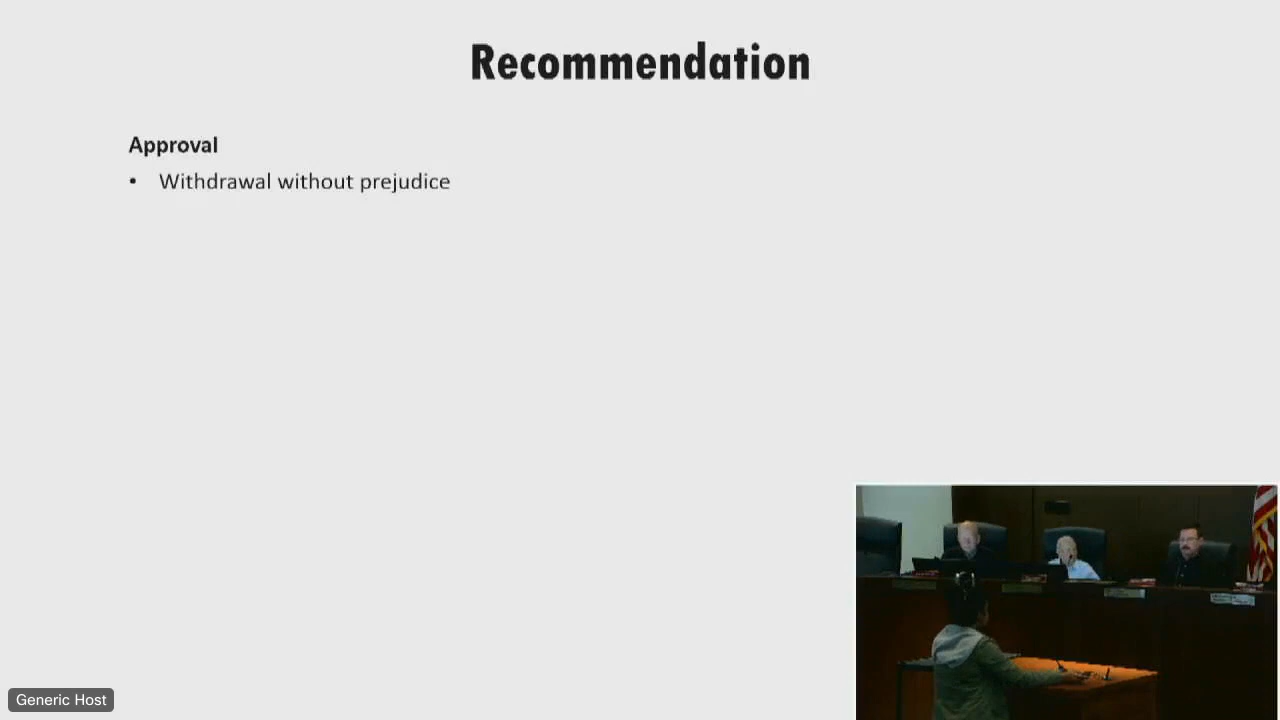 Recommendation
Approval
• Withdrawal without prejudice
Generic Host